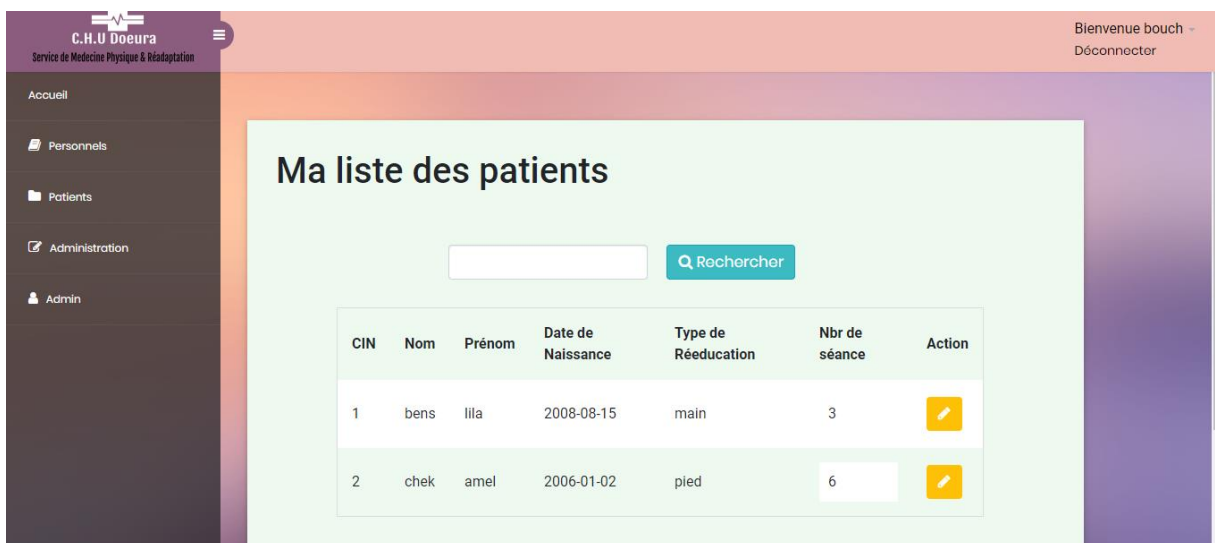 C.H.U Doeura
Service de Medecine Physique & Réadaptation
Bienvenue bouch
Déconnecter
Accueil
Personnels
Patients
Administration
Admin
Ma liste des patients
Rechercher
CIN Nom Prénom Date de Naissance Type de Réeducation Nbr de séance Action
1 bens lila 2008-08-15 main 3
2 chek amel 2006-01-02 pied 6